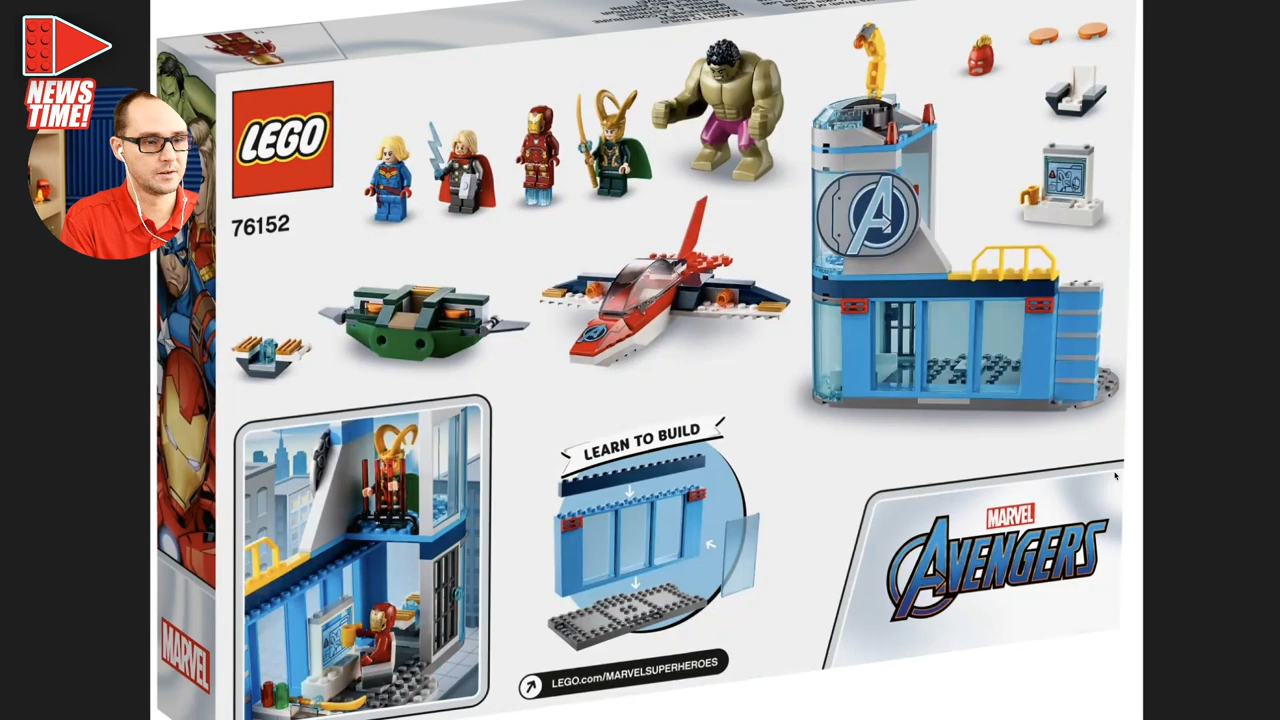 NEWS
TIME!
LEGO
76152
A
A
LEARN TO BUILD
MARVEL
AVENGERS
LEGO.com/MARVELSUPERHEROES
MARVEL